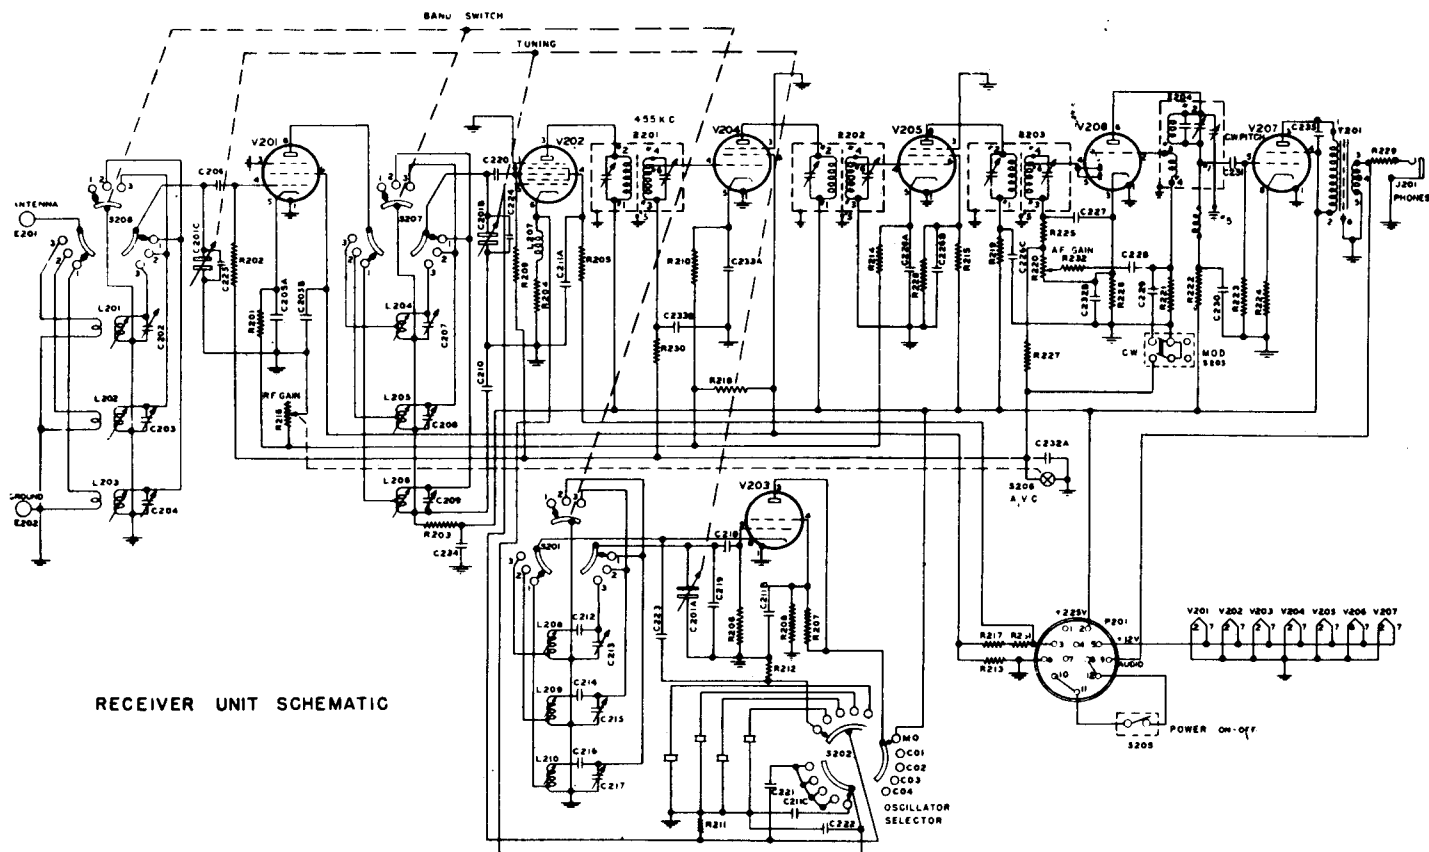 BAND SWITCH
TUNING
455 KC
V201
V202
Z201
V204
Z202
V205
Z203
V206
Z204
CW PITCH
V207
C235
T201
R229
J201
PHONES
ANTENNA
E201
S208
C206
C201C
C225
R202
S207
C220
C224
C201B
L207
C211A
R209
R204
R205
R210
C233A
R214
C226A
R228
C226B
R215
R219
C226C
C227
R225
AF GAIN
R220
R232
C228
C232B
R226
C229
R221
R222
C231
C230
R223
R224
L201
C202
R201
C205A
C205B
L204
C207
C210
C233B
R230
R218
R227
CW
MOD
S203
L202
C203
RF GAIN
R216
L205
C208
L203
C204
GROUND
E202
L206
C209
R203
C234
C232A
S206
A.V.C
V203
S201
C218
C223
C201A
C219
R206
C211B
R208
R207
R212
L208
C212
C213
L209
C214
C215
L210
C216
C217
+225V
P201
+12V
AUDIO
R217
R231
R213
V201 V202 V203 V204 V205 V206 V207
S205
POWER ON-OFF
RECEIVER UNIT SCHEMATIC
S202
MO
CO1
CO2
CO3
CO4
OSCILLATOR
SELECTOR
C221
C211C
R211
C222